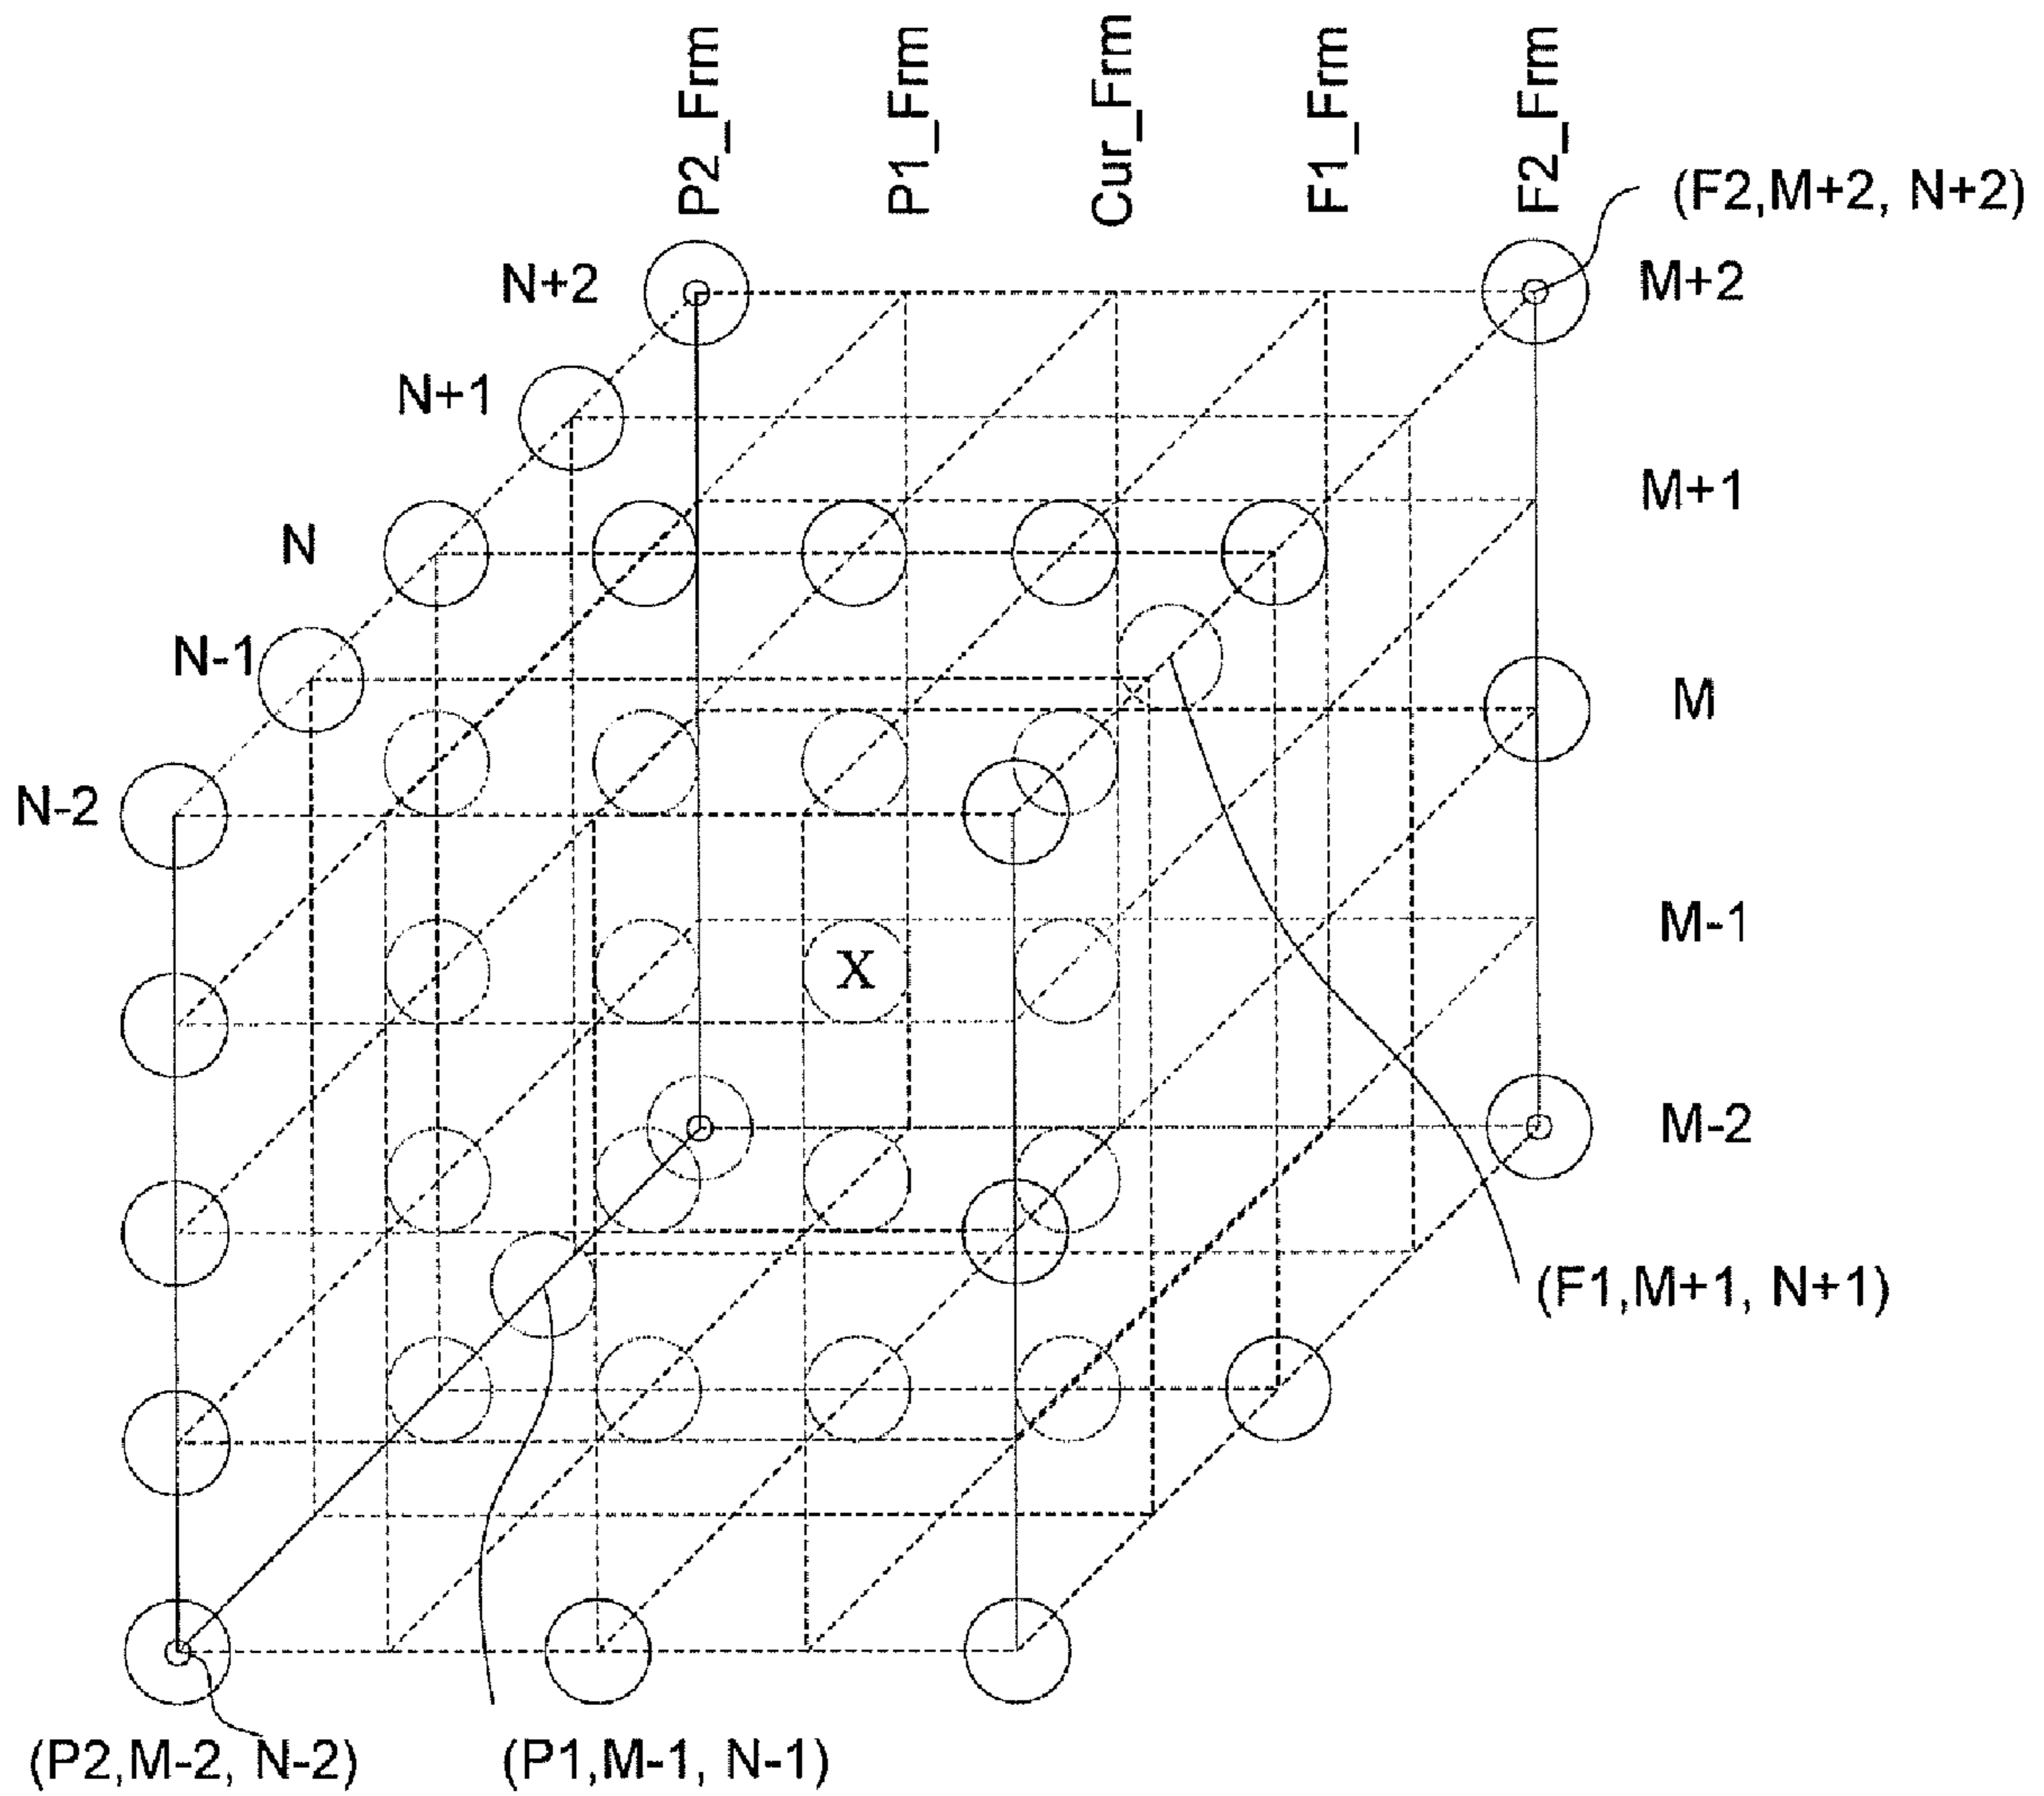 P2_Frm
P1_Frm
Cur_Frm
F1_Frm
F2_Frm
(F2,M+2, N+2)
N+2
M+2
N+1
M+1
N
N-1
M
N-2
M-1
X
M-2
(F1,M+1, N+1)
(P2,M-2, N-2)
(P1,M-1, N-1)